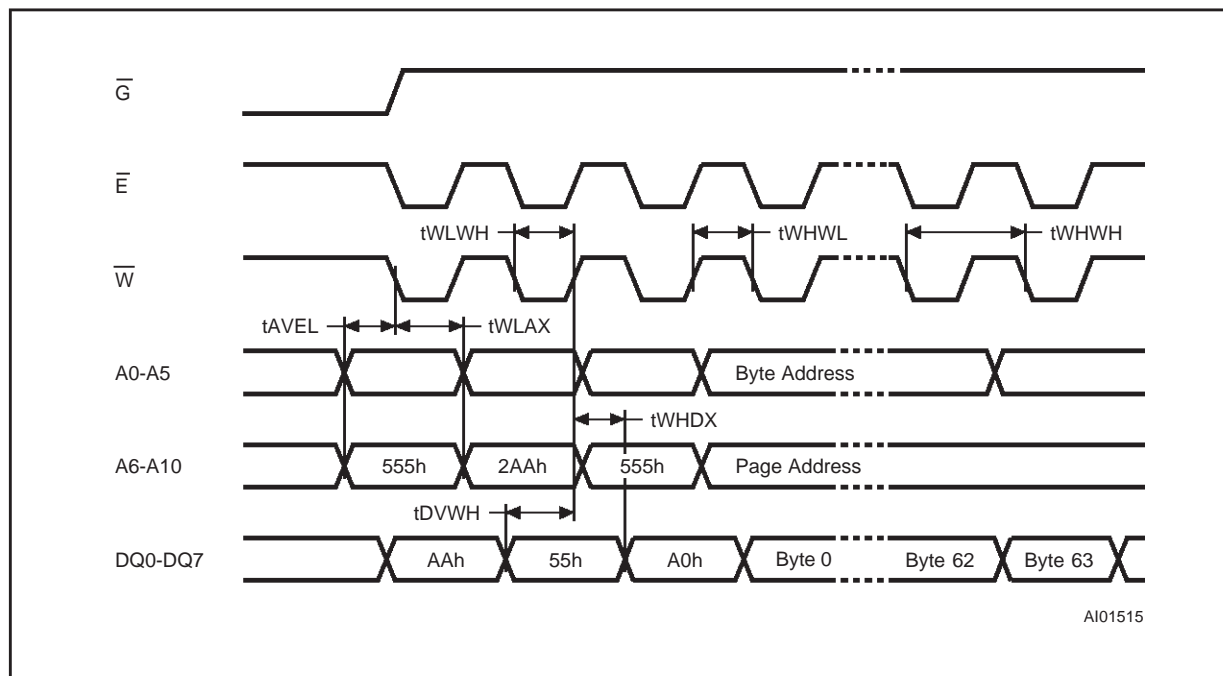 G̅
E̅
tWLWH tWHWL tWHWH
W̅
tAVEL tWLAX
A0-A5 Byte Address
tWHDX
A6-A10 555h 2AAh 555h Page Address
tDVWH
DQ0-DQ7 AAh 55h A0h Byte 0 Byte 62 Byte 63
AI01515